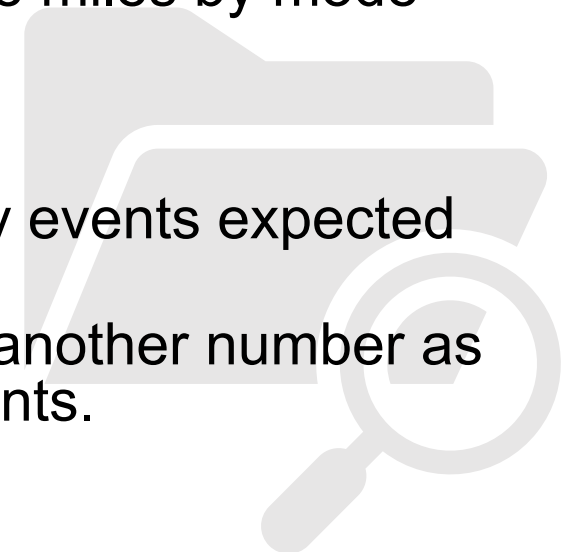 miles by mode
events expected
another number as
nts.